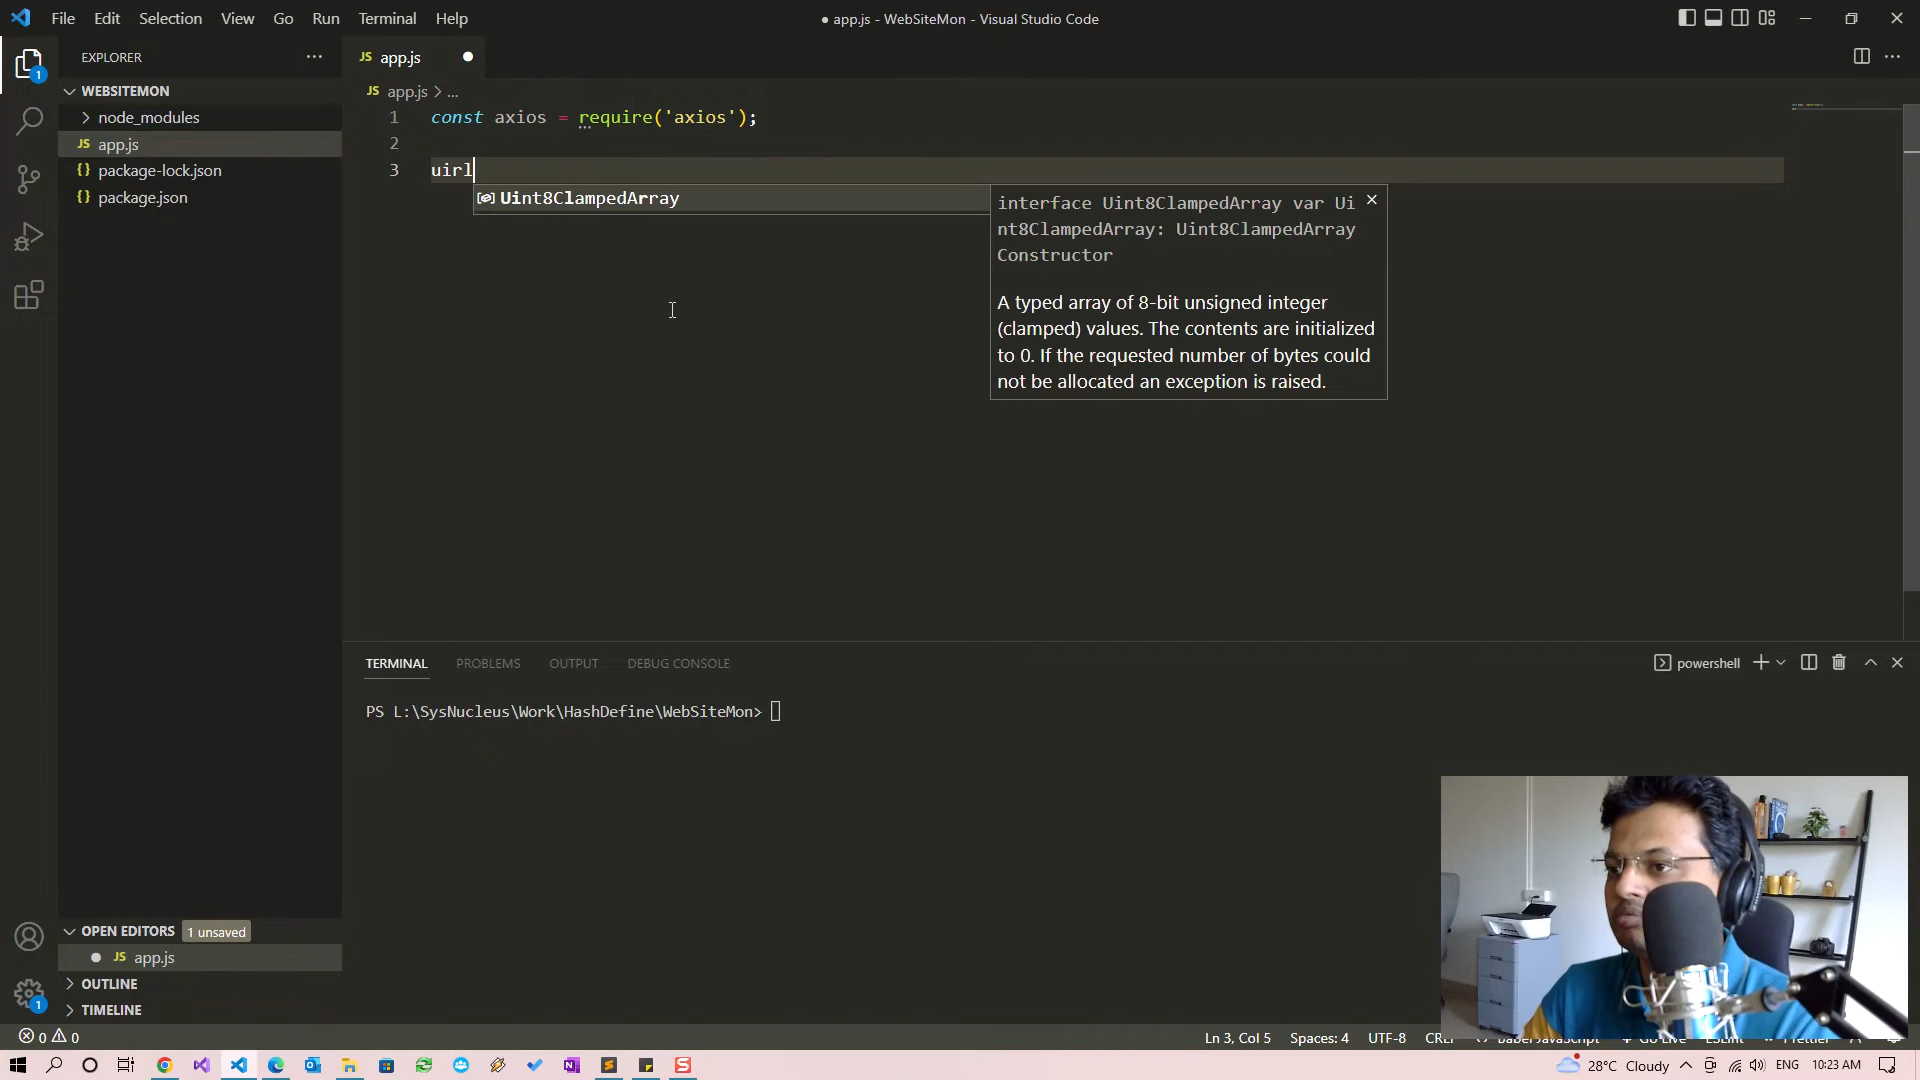 File Edit Selection View Go Run Terminal Help
● app.js - WebSiteMon - Visual Studio Code
EXPLORER
1
WEBSITEMON
node_modules
JS app.js
{} package-lock.json
{} package.json
JS app.js
JS app.js > ...
1 const axios = require('axios');
2
3 uirl
Uint8ClampedArray
interface Uint8ClampedArray var Ui
nt8ClampedArray: Uint8ClampedArray
Constructor
A typed array of 8-bit unsigned integer
(clamped) values. The contents are initialized
to 0. If the requested number of bytes could
not be allocated an exception is raised.
TERMINAL PROBLEMS OUTPUT DEBUG CONSOLE
powershell
PS L:\SysNucleus\Work\HashDefine\WebSiteMon>
OPEN EDITORS 1 unsaved
JS app.js
OUTLINE
TIMELINE
1
0 0
Ln 3, Col 5 Spaces: 4 UTF-8
28°C Cloudy ENG 10:23 AM